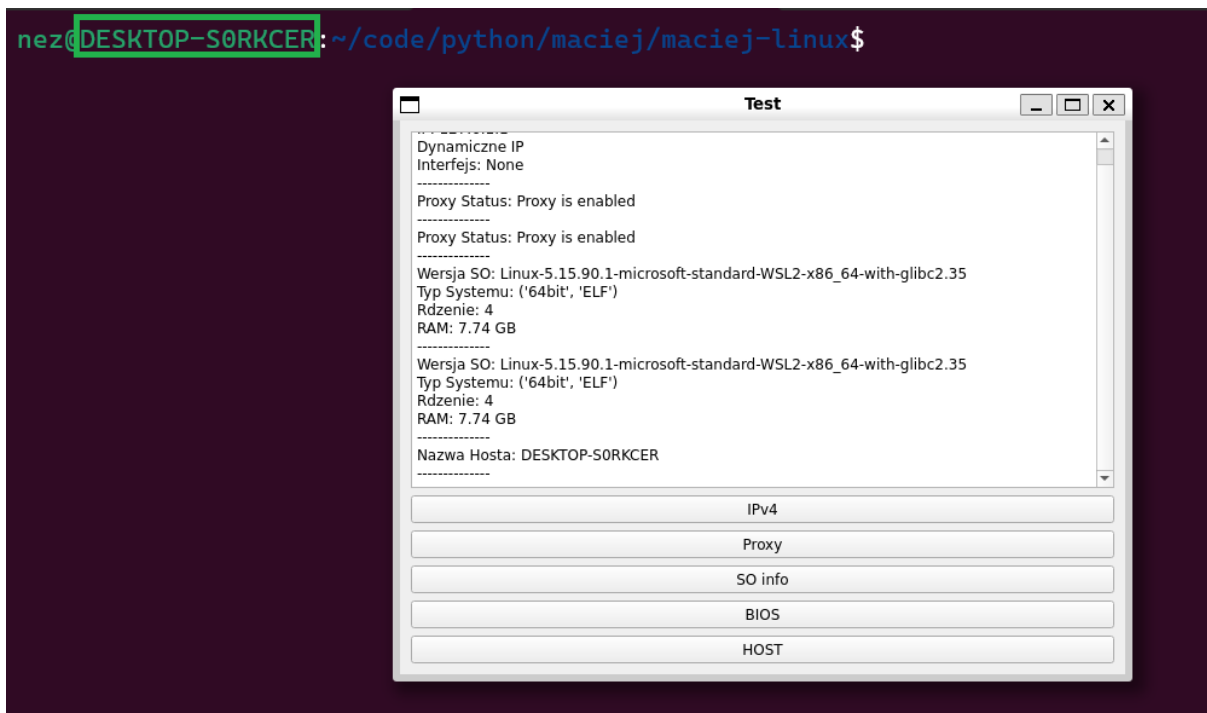 nez@DESKTOP-S0RKCER:~/code/python/maciej/maciej-linux$
Test
Dynamiczne IP
Interfejs: None
--------------
Proxy Status: Proxy is enabled
--------------
Proxy Status: Proxy is enabled
--------------
Wersja SO: Linux-5.15.90.1-microsoft-standard-WSL2-x86_64-with-glibc2.35
Typ Systemu: ('64bit', 'ELF')
Rdzenie: 4
RAM: 7.74 GB
--------------
Wersja SO: Linux-5.15.90.1-microsoft-standard-WSL2-x86_64-with-glibc2.35
Typ Systemu: ('64bit', 'ELF')
Rdzenie: 4
RAM: 7.74 GB
--------------
Nazwa Hosta: DESKTOP-S0RKCER
--------------
IPv4
Proxy
SO info
BIOS
HOST